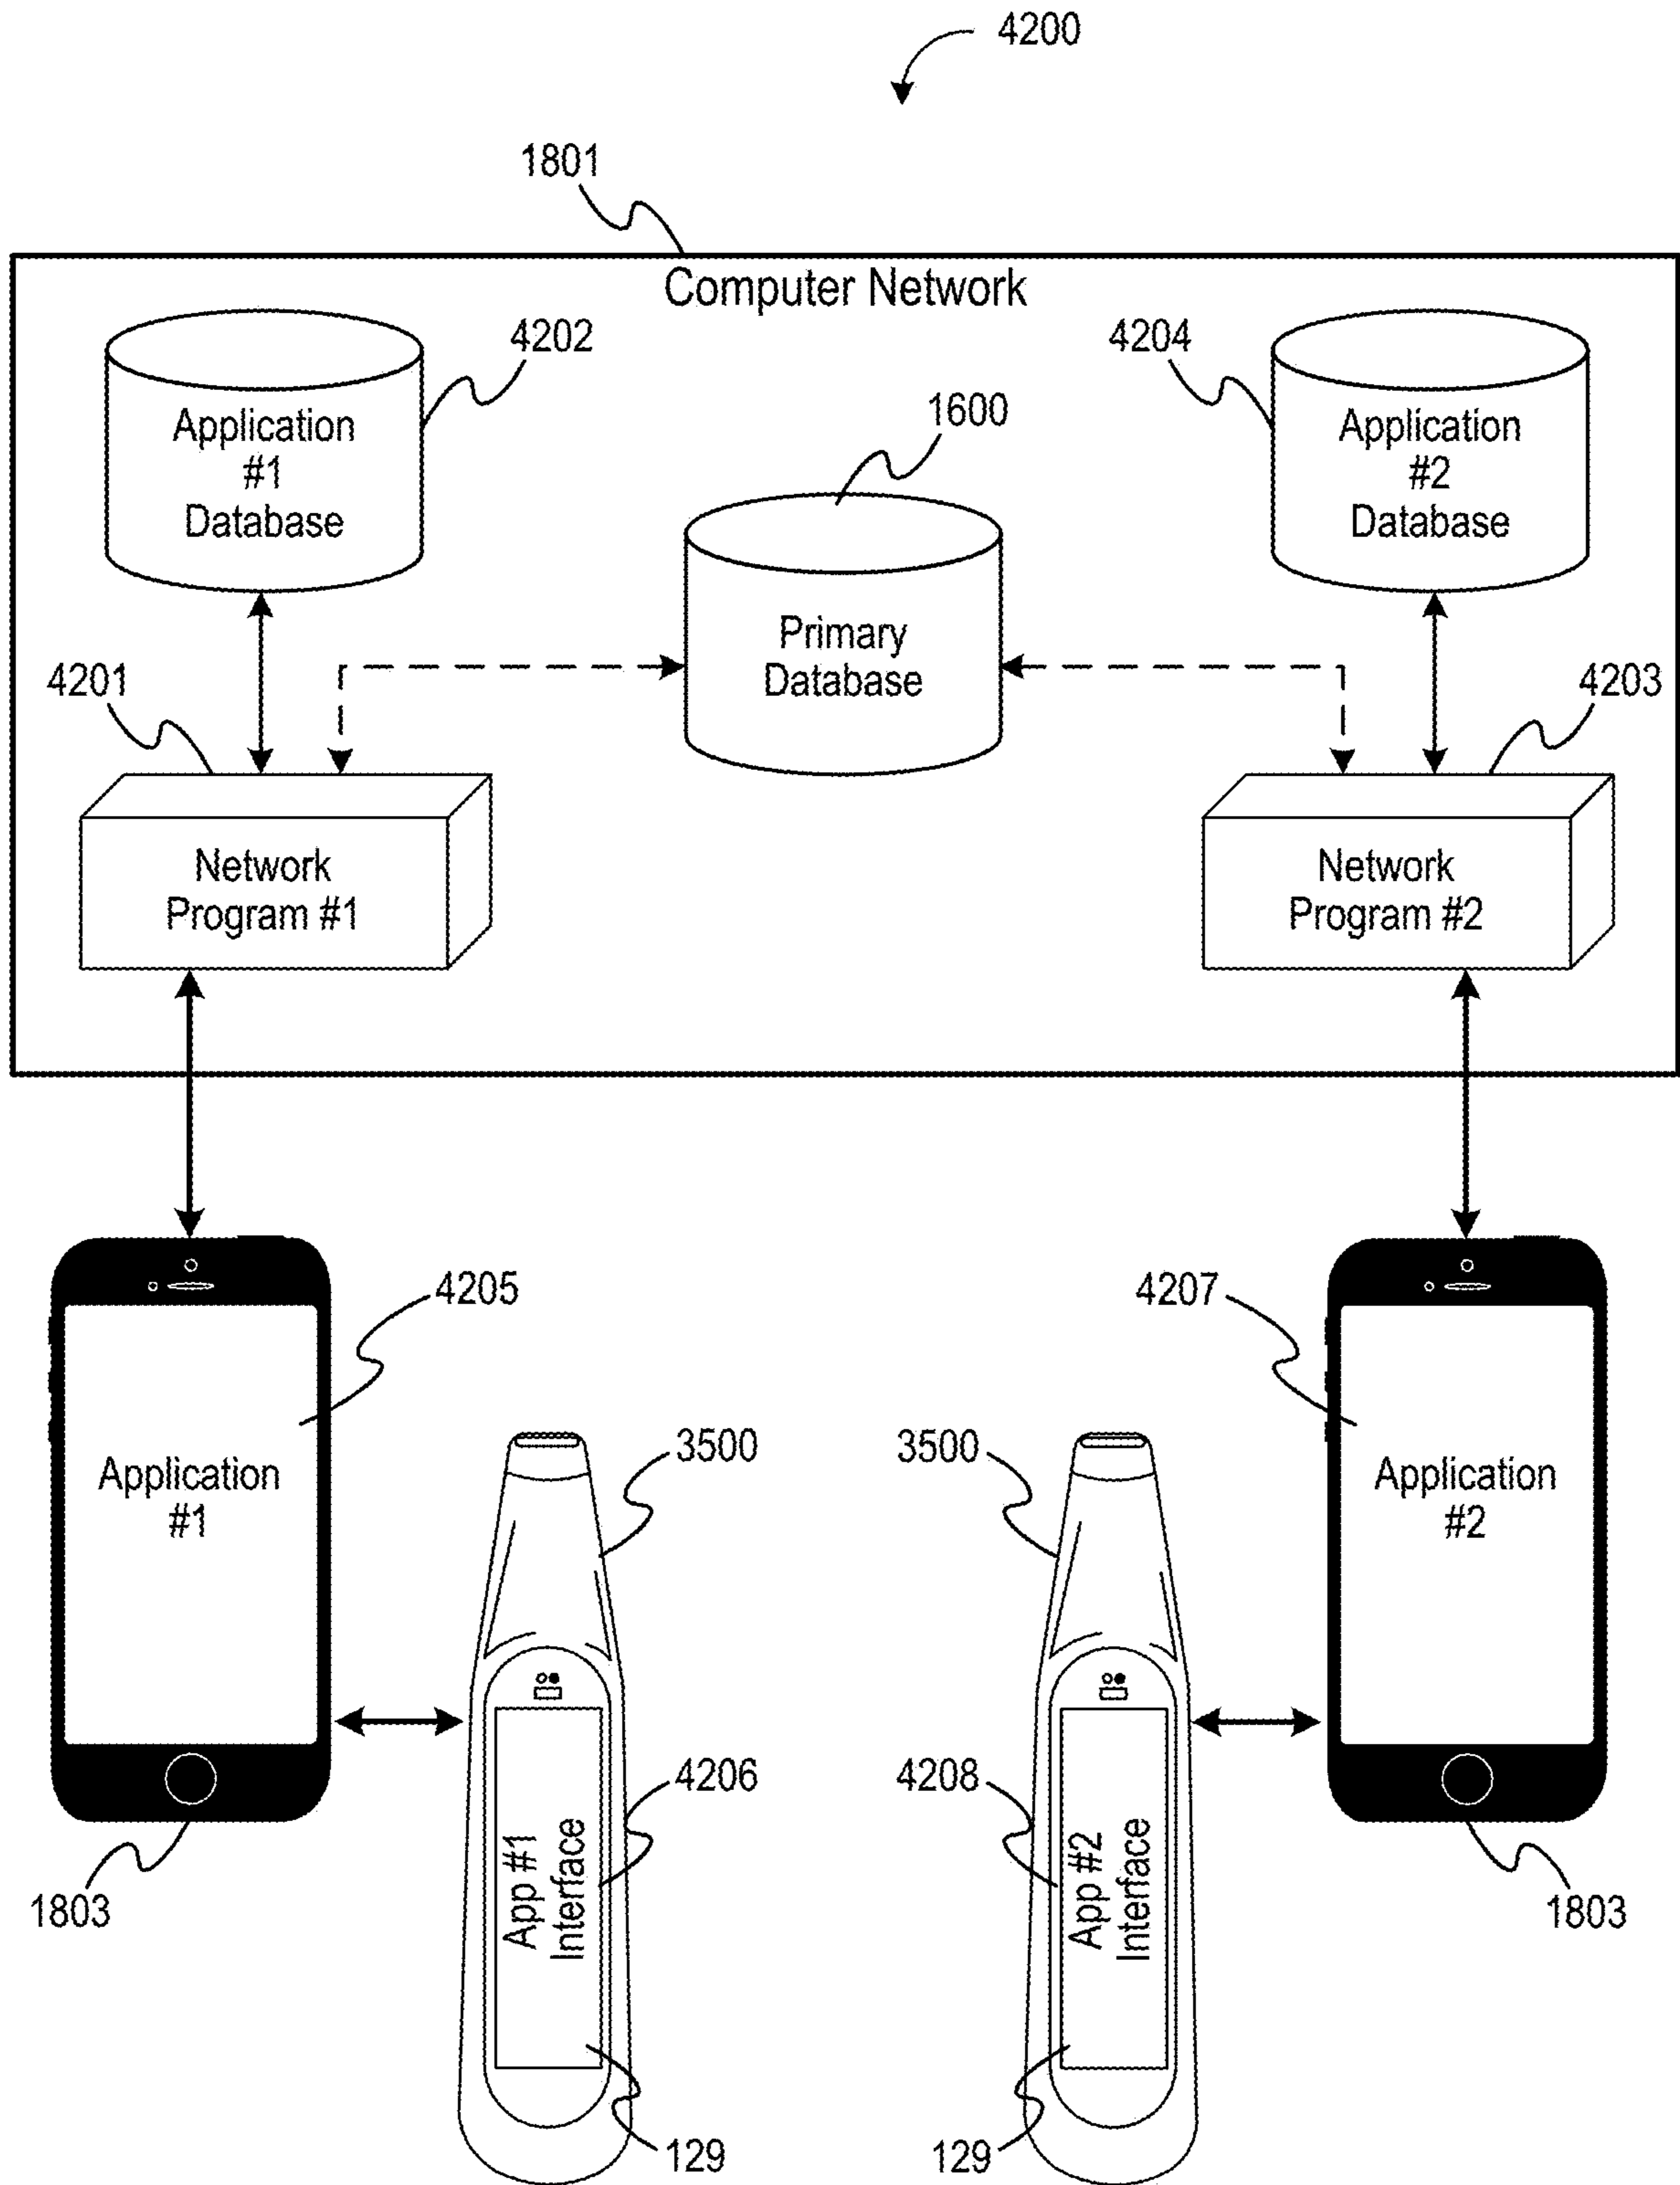 4200
1801
Computer Network
4202
4204
Application
#1
Database
1600
Application
#2
Database
Primary
Database
4201
4203
Network
Program #1
Network
Program #2
4205
4207
Application
#1
3500
3500
Application
#2
4206
4208
App #1
Interface
App #2
Interface
1803
1803
129
129